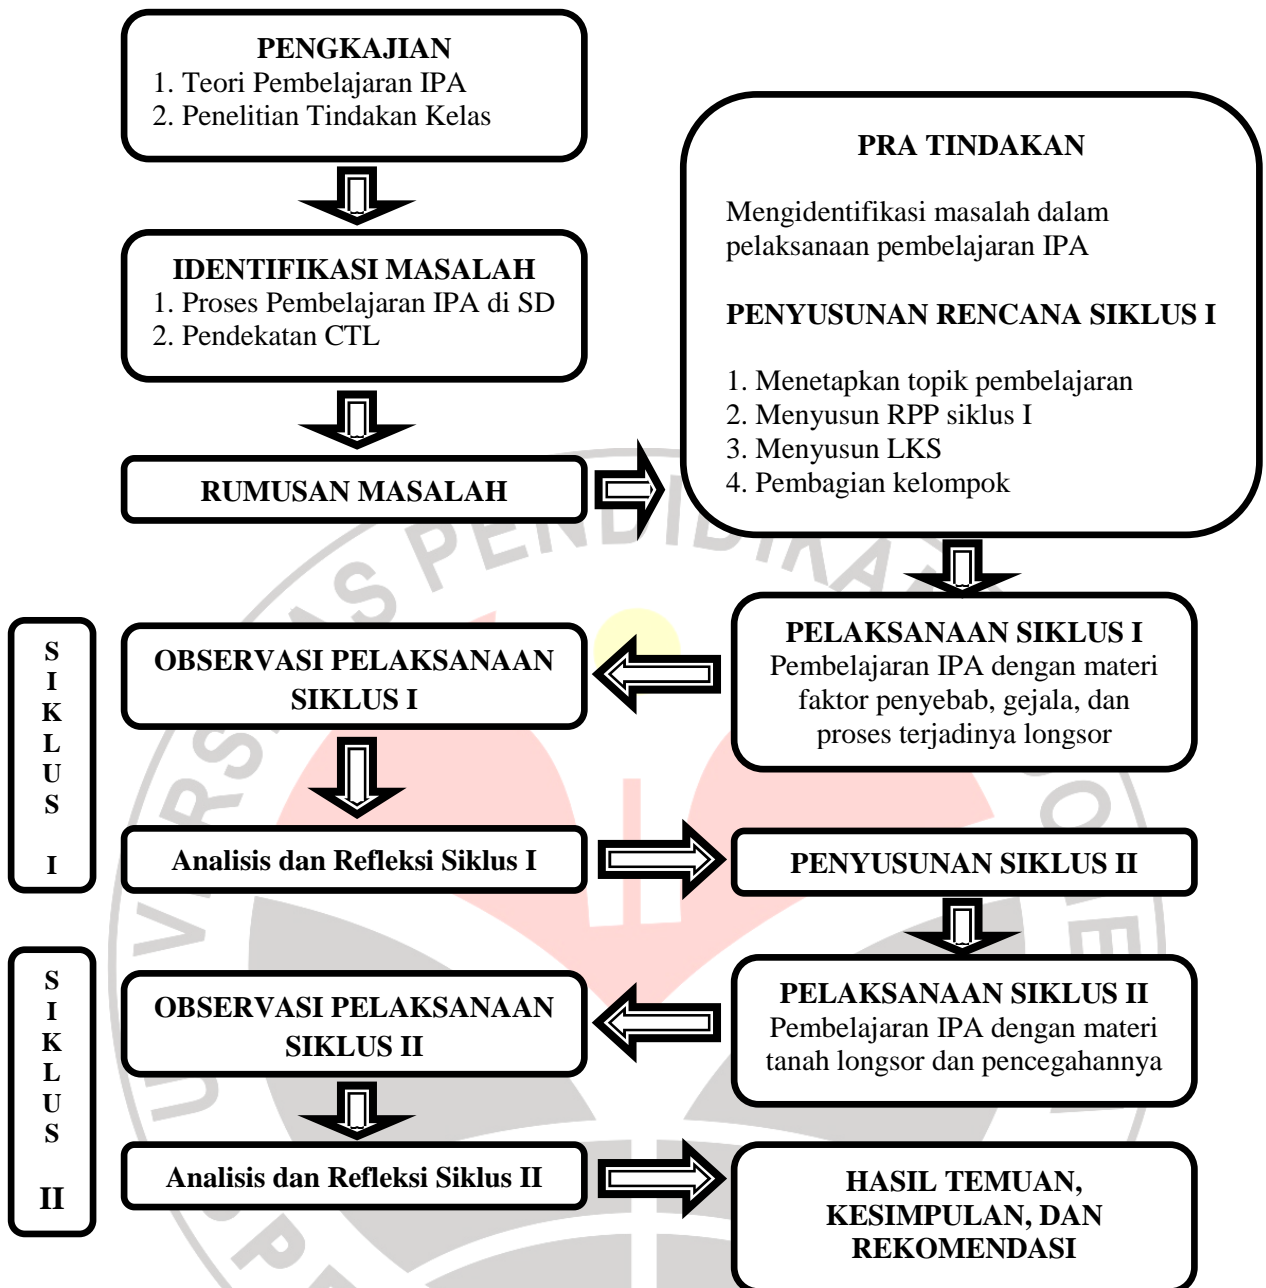 PENGKAJIAN
1. Teori Pembelajaran IPA
2. Penelitian Tindakan Kelas
IDENTIFIKASI MASALAH
1. Proses Pembelajaran IPA di SD
2. Pendekatan CTL
RUMUSAN MASALAH
PRA TINDAKAN
Mengidentifikasi masalah dalam
pelaksanaan pembelajaran IPA
PENYUSUNAN RENCANA SIKLUS I
1. Menetapkan topik pembelajaran
2. Menyusun RPP siklus I
3. Menyusun LKS
4. Pembagian kelompok
SIKLUS I
PELAKSANAAN SIKLUS I
Pembelajaran IPA dengan materi
faktor penyebab, gejala, dan
proses terjadinya longsor
OBSERVASI PELAKSANAAN
SIKLUS I
Analisis dan Refleksi Siklus I
PENYUSUNAN SIKLUS II
SIKLUS II
PELAKSANAAN SIKLUS II
Pembelajaran IPA dengan materi
tanah longsor dan pencegahannya
OBSERVASI PELAKSANAAN
SIKLUS II
Analisis dan Refleksi Siklus II
HASIL TEMUAN,
KESIMPULAN, DAN
REKOMENDASI